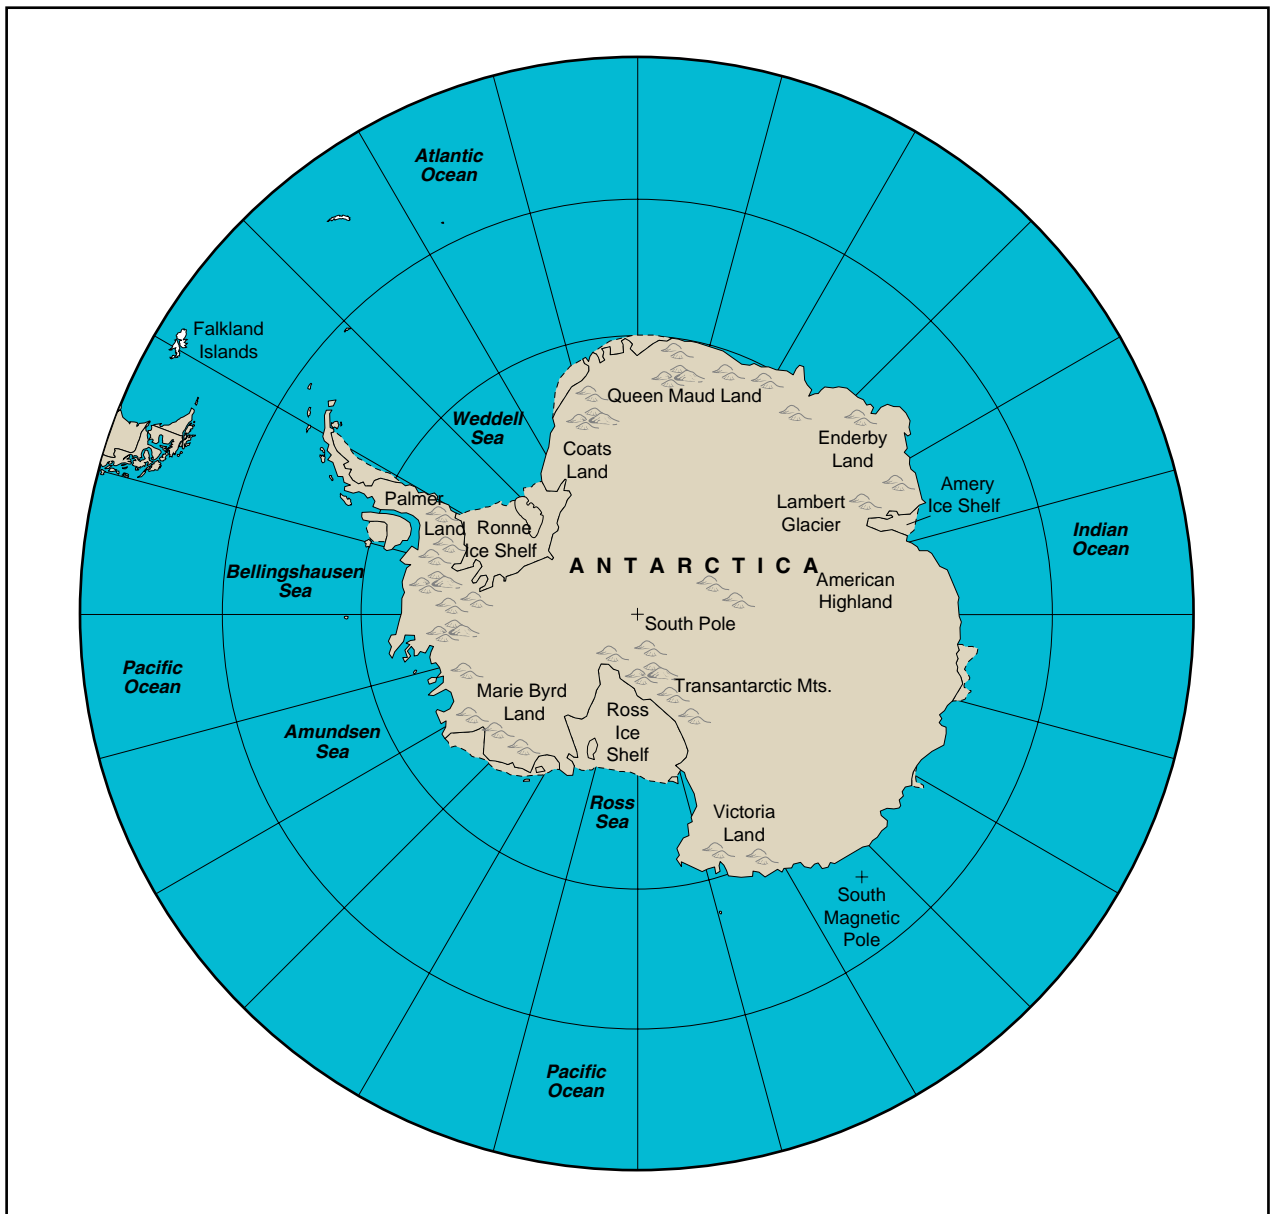 Atlantic
Ocean
Falkland
Islands
Queen Maud Land
Weddell
Sea
Coats
Land
Enderby
Land
Palmer
Land
Ronne
Ice Shelf
Lambert
Glacier
Amery
Ice Shelf
Indian
Ocean
Bellingshausen
Sea
ANTARCTICA
American
Highland
South Pole
Pacific
Ocean
Marie Byrd
Land
Transantarctic Mts.
Ross
Ice
Shelf
Amundsen
Sea
Ross
Sea
Victoria
Land
South
Magnetic
Pole
Pacific
Ocean